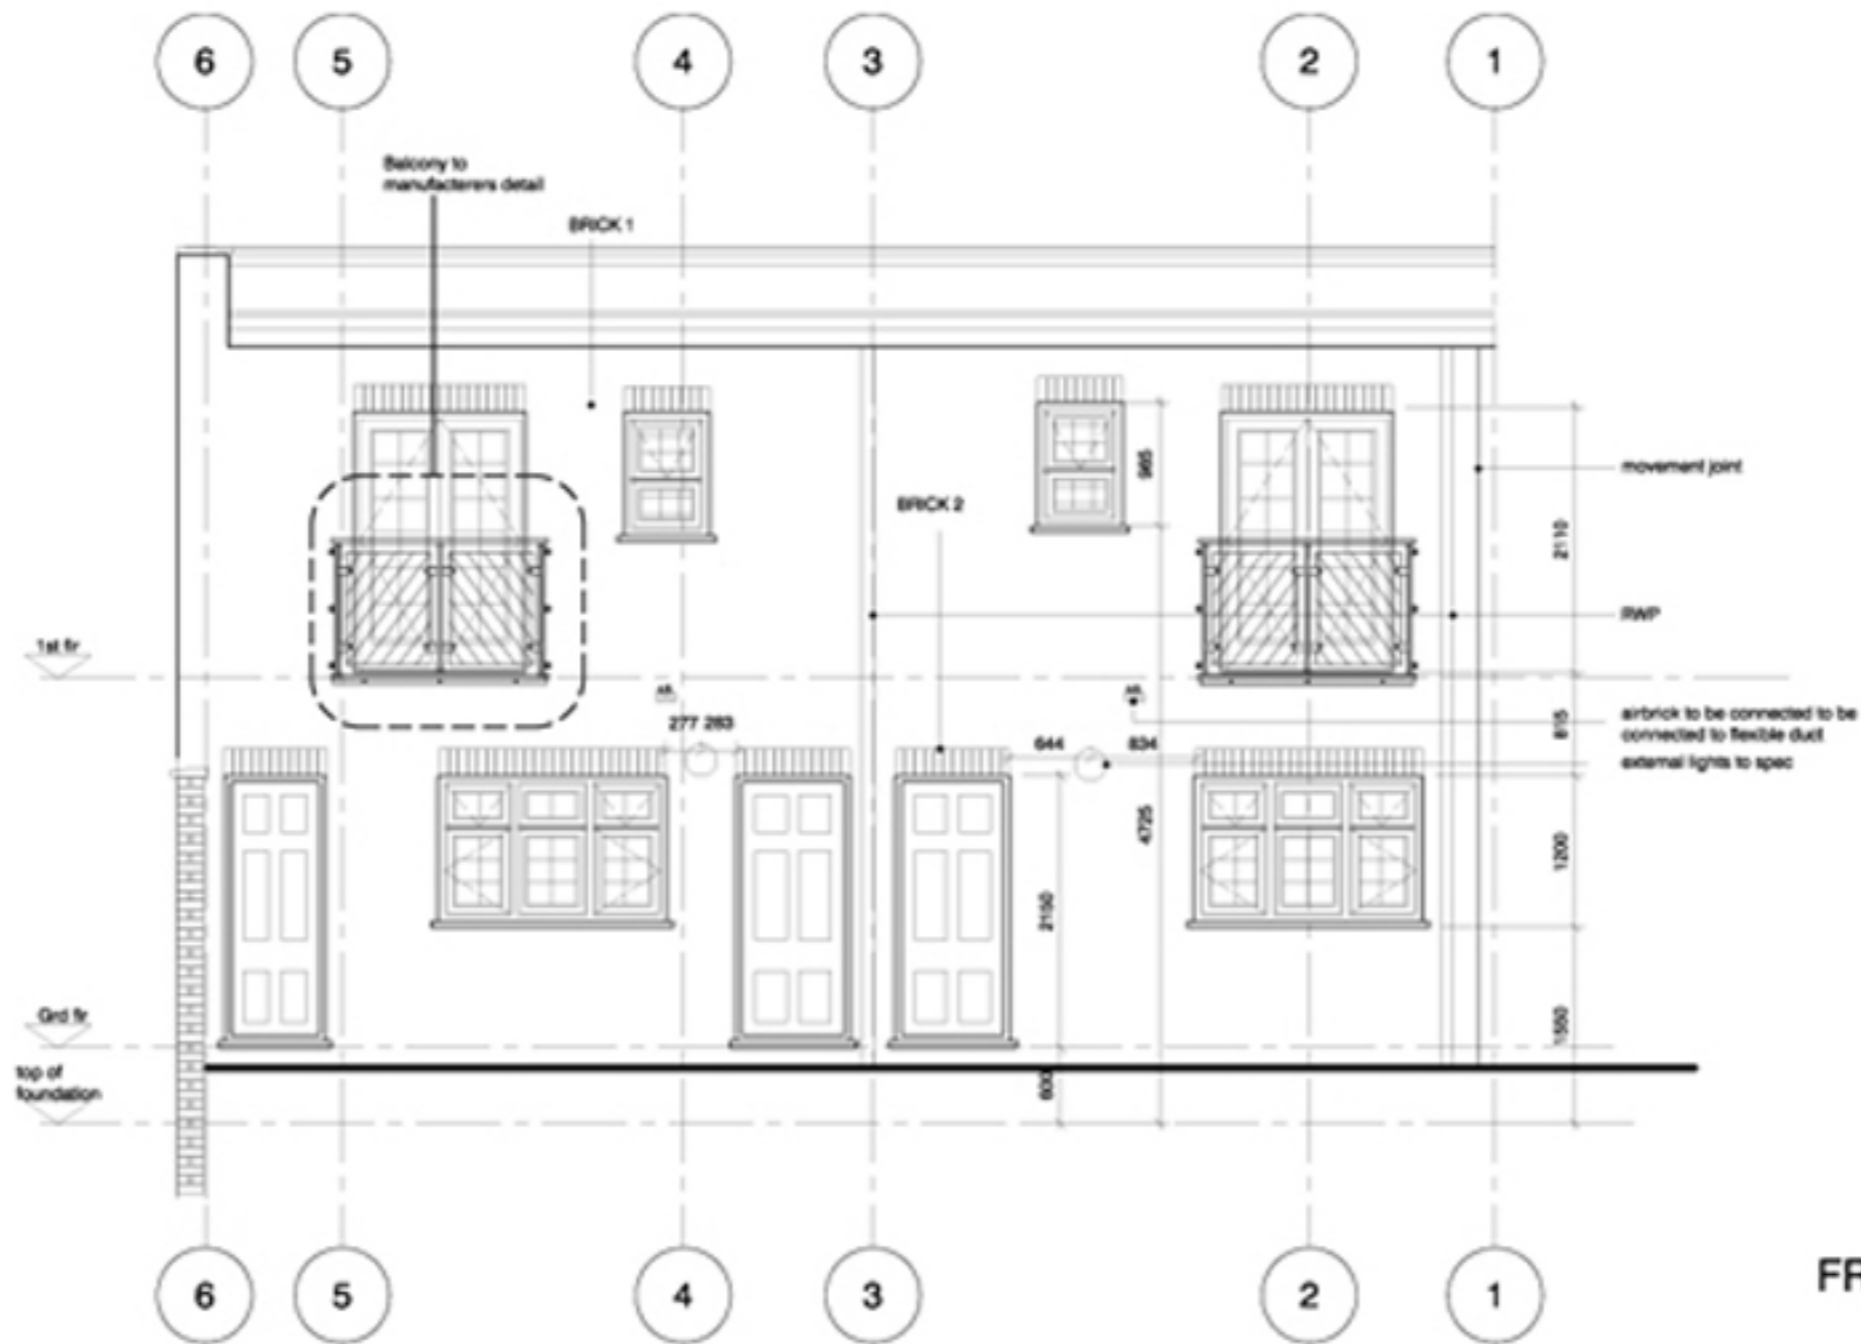 6 5 4 3 2 1
Balcony to
manufacterers detail
BRICK 1
BRICK 2
965
movement joint
2110
RWP
1st flr
277 283
644
834
815
airbrick to be connected to be
connected to flexible duct
external lights to spec
4725
1200
2150
Grd flr
1550
top of
foundation
600
6 5 4 3 2 1
FR